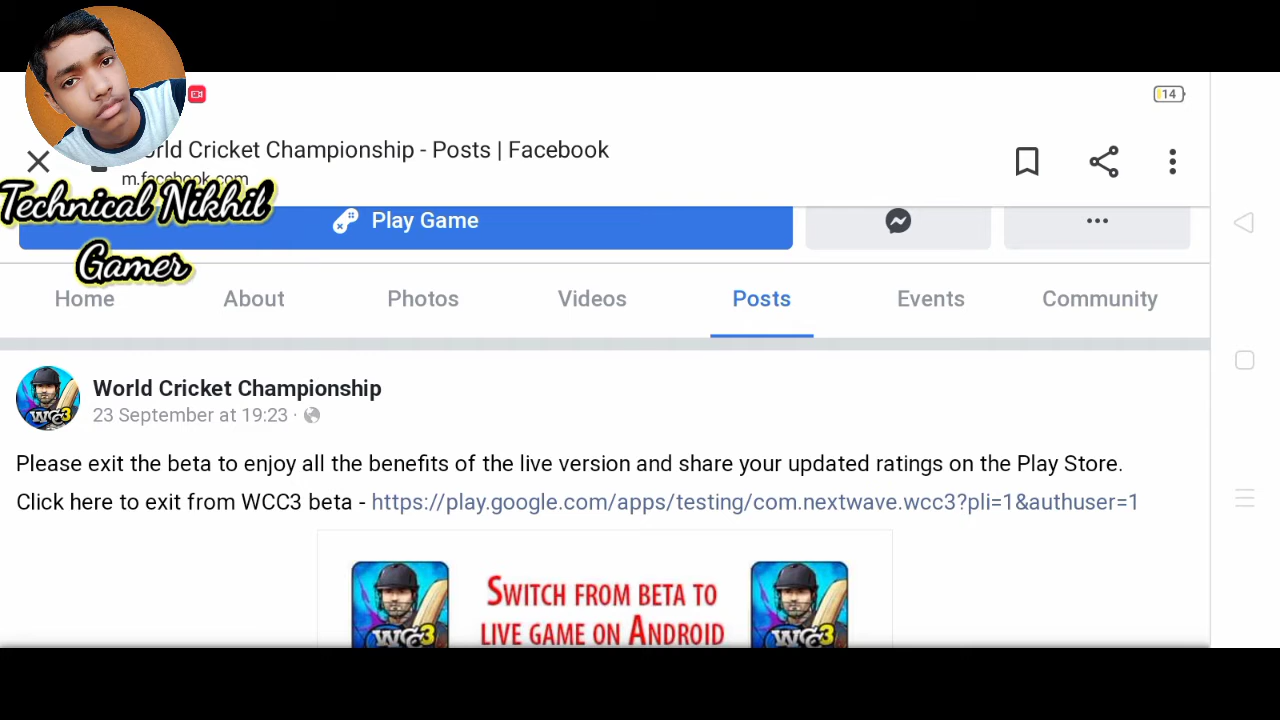 14
orld Cricket Championship - Posts | Facebook
m.facebook.com
Technical Nikhil
Gamer
Play Game
Home About Photos Videos Posts Events Community
World Cricket Championship
23 September at 19:23 ·
Please exit the beta to enjoy all the benefits of the live version and share your updated ratings on the Play Store.
Click here to exit from WCC3 beta - https://play.google.com/apps/testing/com.nextwave.wcc3?pli=1&authuser=1
SWITCH FROM BETA TO
LIVE GAME ON ANDROID
WCC3
WCC3
WCC3